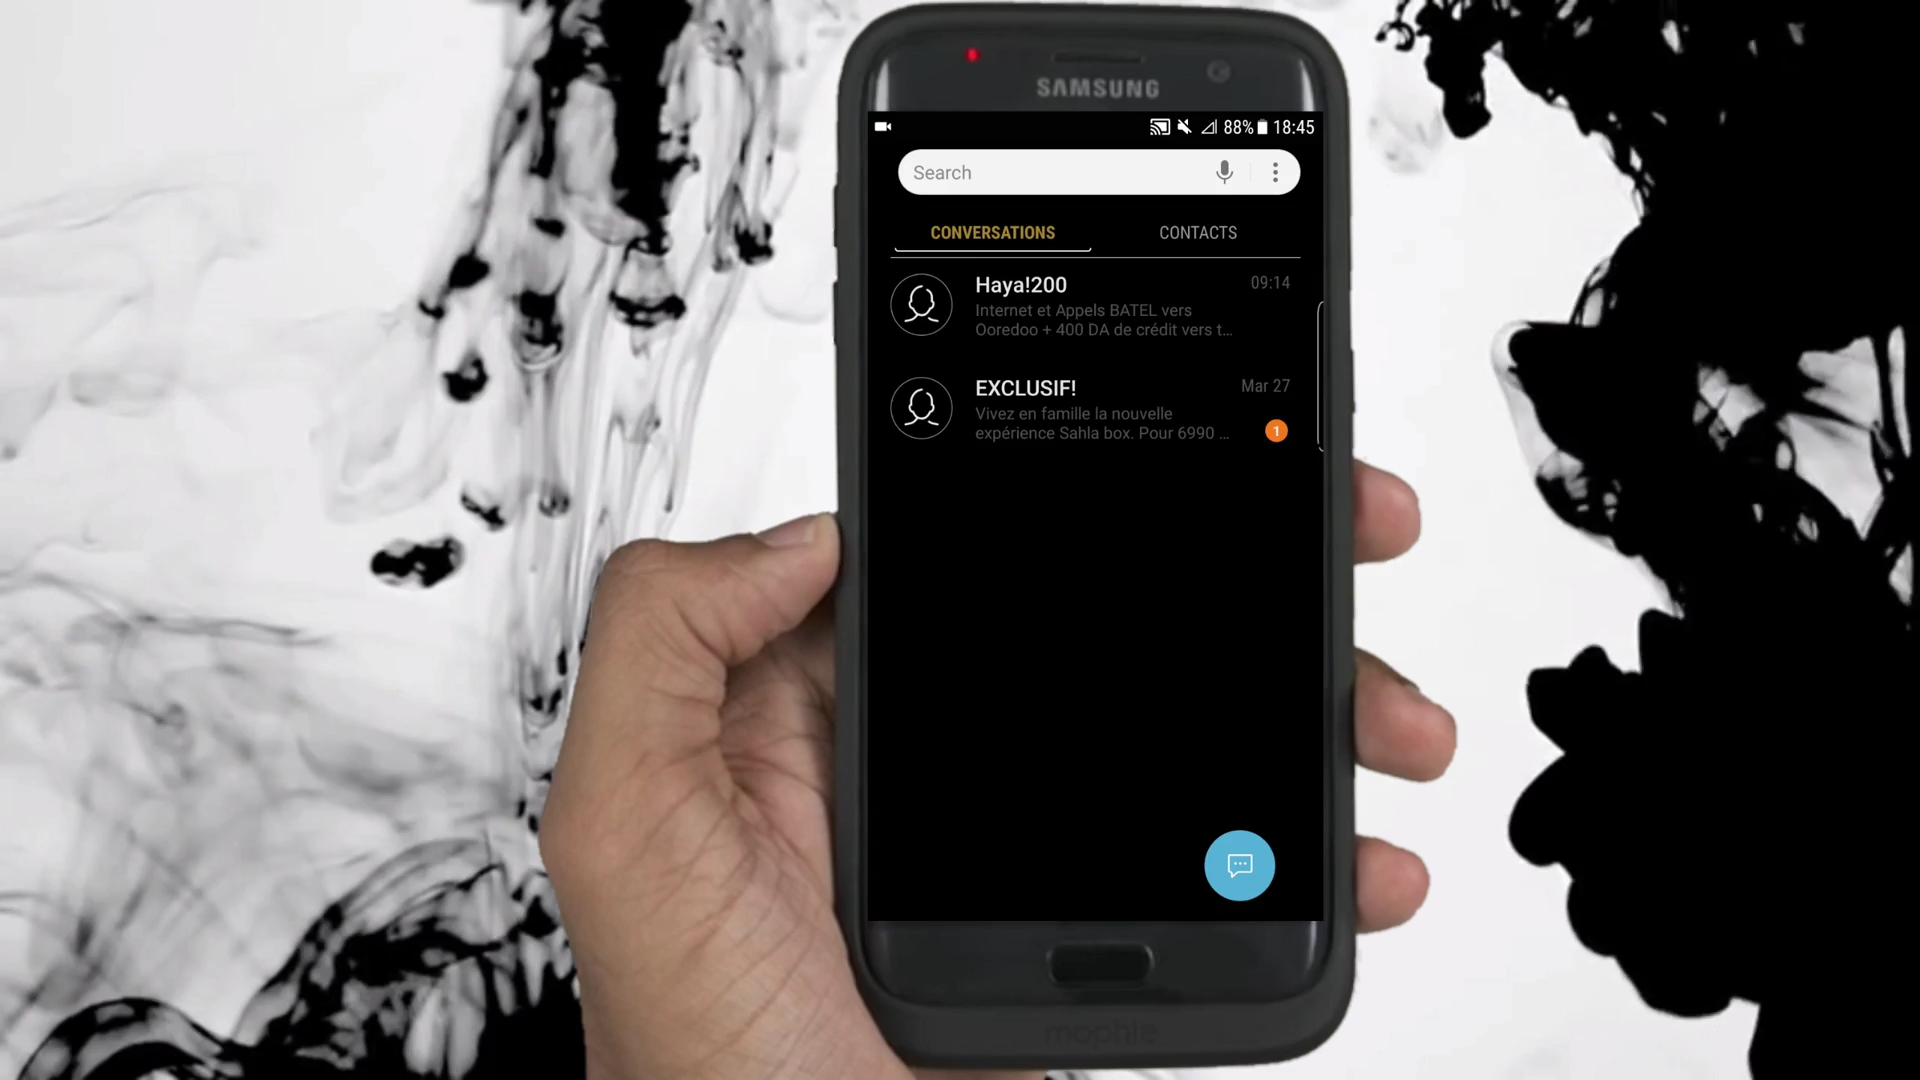 SAMSUNG
88% 18:45
Search
CONVERSATIONS
CONTACTS
Haya!200
09:14
Internet et Appels BATEL vers
Ooredoo + 400 DA de crédit vers t...
EXCLUSIF!
Mar 27
Vivez en famille la nouvelle
expérience Sahla box. Pour 6990 ...
1
mophie